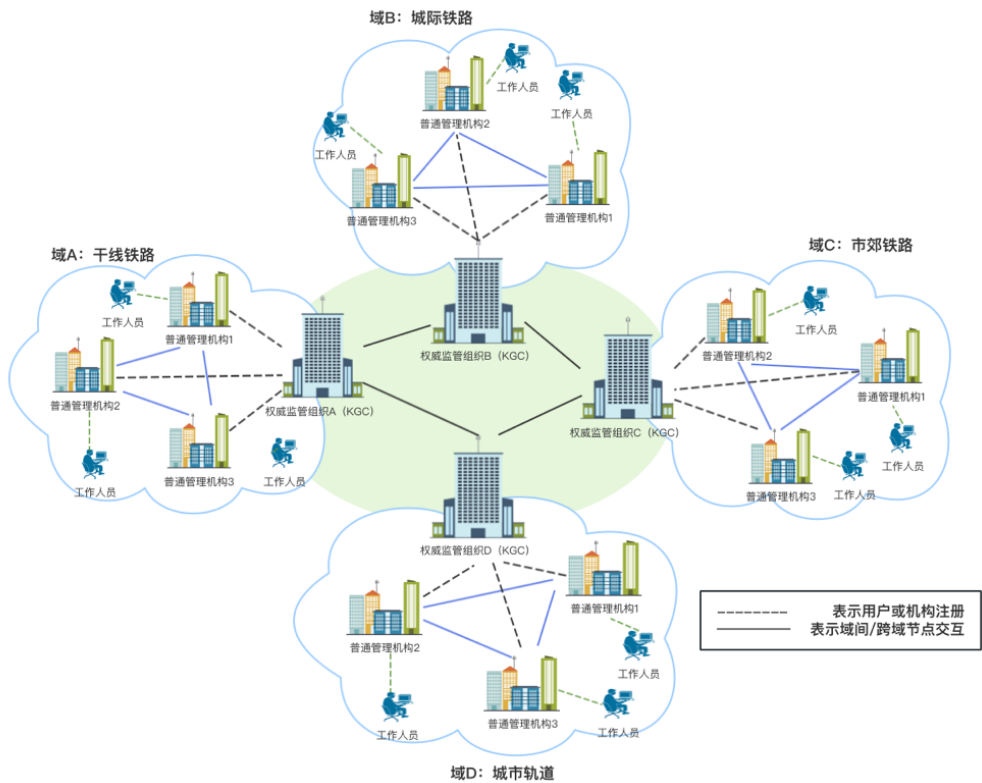 域B：城际铁路
工作人员
工作人员
普通管理机构2
工作人员
普通管理机构3
普通管理机构1
域A：干线铁路
工作人员
普通管理机构1
普通管理机构2
权威监管组织A（KGC）
普通管理机构3
工作人员
工作人员
权威监管组织B（KGC）
域C：市郊铁路
工作人员
普通管理机构2
普通管理机构1
权威监管组织C（KGC）
工作人员
普通管理机构3
工作人员
权威监管组织D（KGC）
普通管理机构1
普通管理机构2
工作人员
普通管理机构3
工作人员
工作人员
域D：城市轨道
表示用户或机构注册
表示域间/跨域节点交互